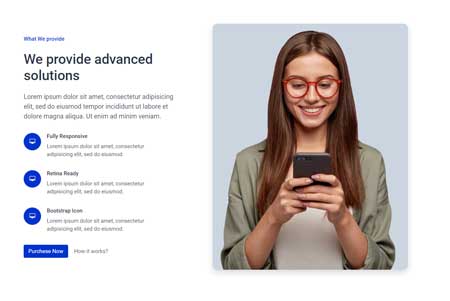 What We provide
We provide advanced
solutions
Lorem ipsum dolor sit amet, consectetur adipiscing
elit, sed do eiusmod tempor incididunt ut labore et
dolore magna aliqua. Ut enim ad minim veniam.
Fully Responsive
Lorem ipsum dolor sit amet, consectetur
adipisicing elit, sed do eiusmod.
Retina Ready
Lorem ipsum dolor sit amet, consectetur
adipisicing elit, sed do eiusmod.
Bootstrap Icon
Lorem ipsum dolor sit amet, consectetur
adipisicing elit, sed do eiusmod.
Purchase Now How it works?